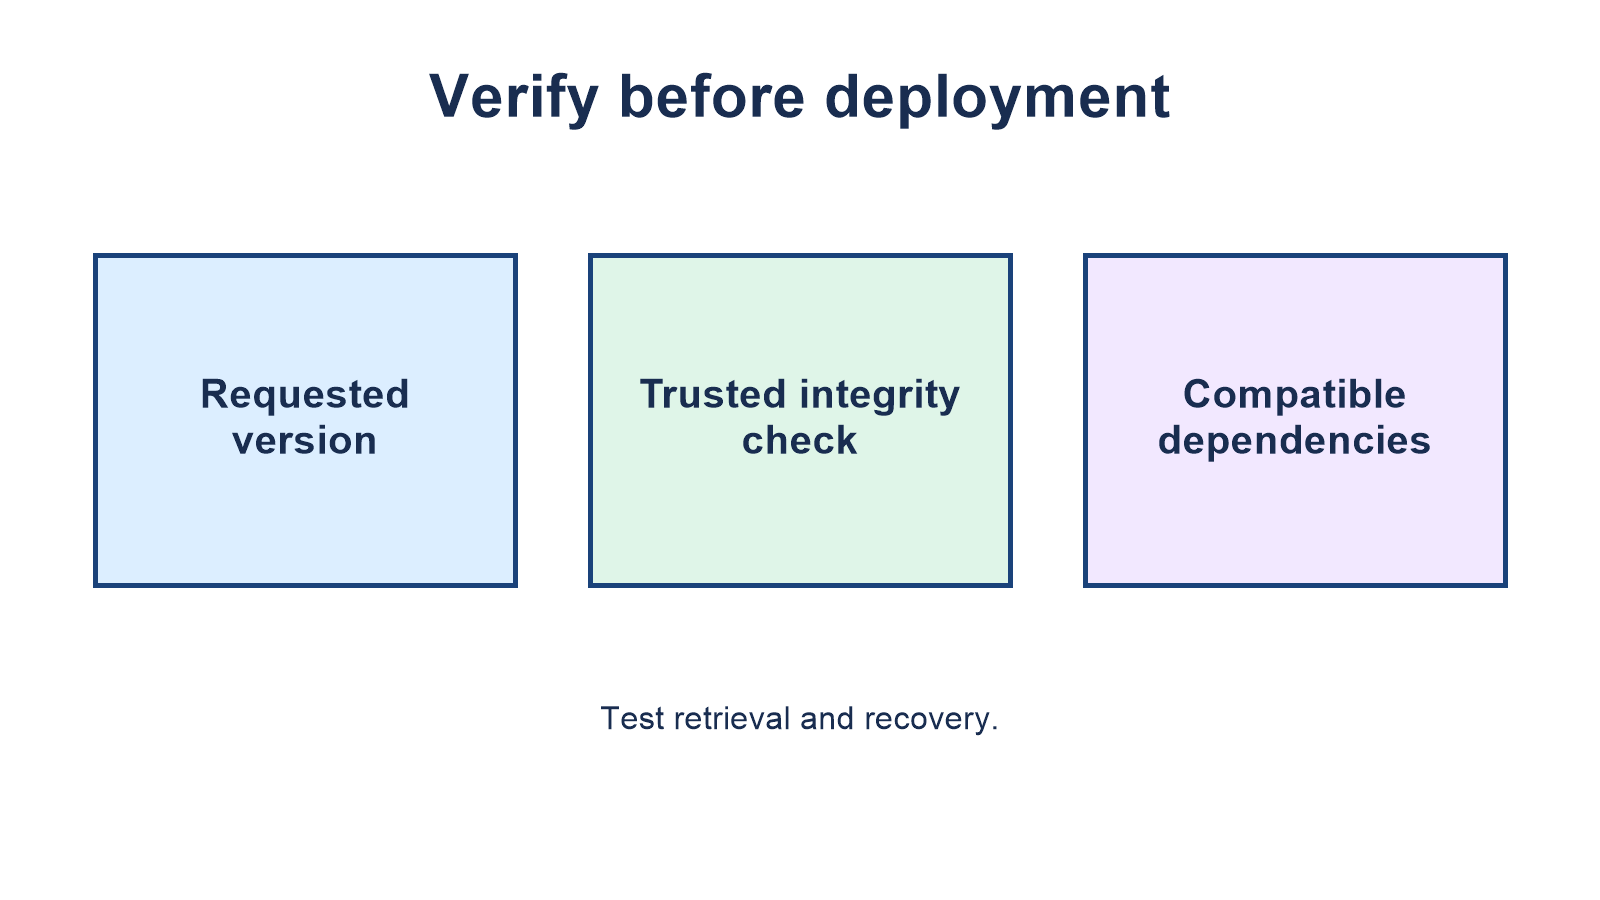 Verify before deployment
Requested
version
Trusted integrity
check
Compatible
dependencies
Test retrieval and recovery.